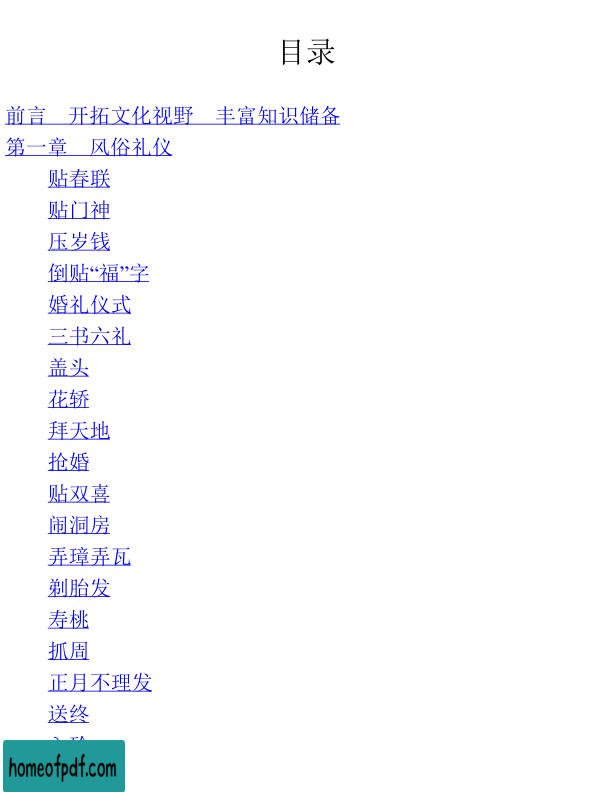 目录
前言　开拓文化视野　丰富知识储备
第一章　风俗礼仪
贴春联
贴门神
压岁钱
倒贴“福”字
婚礼仪式
三书六礼
盖头
花轿
拜天地
抢婚
贴双喜
闹洞房
弄璋弄瓦
剃胎发
寿桃
抓周
正月不理发
送终
homeofpdf.com